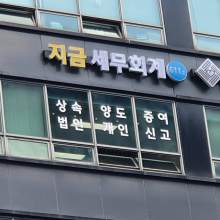 지금 세무회계
상속 양도 증여
법인 개인 신고